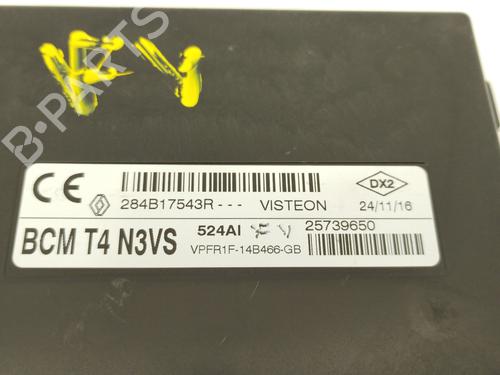 CE
284B17543R--- VISTEON
DX2
24/11/16
BCM T4 N3VS
524AI
25739650
VPFR1F-14B466-GB
B-PARTS